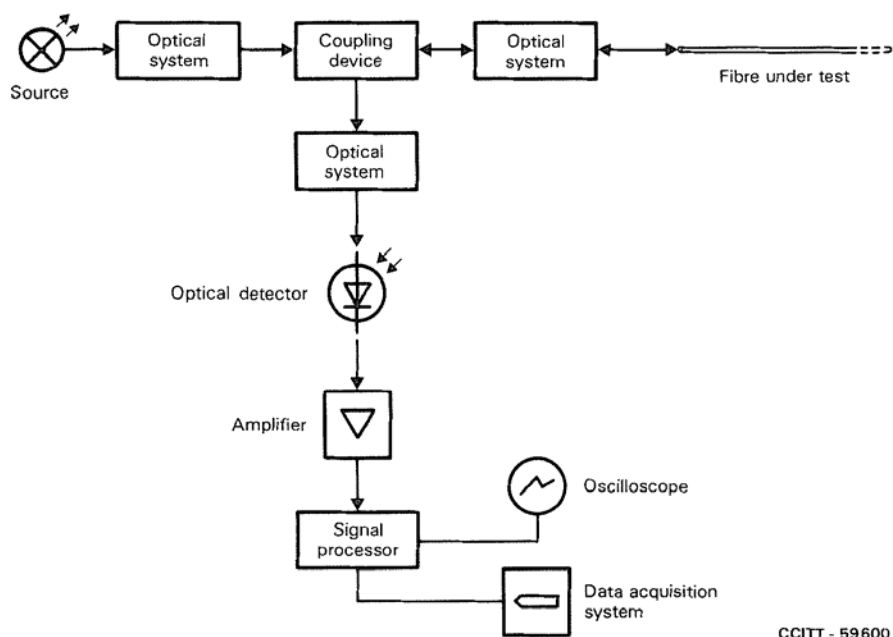 Optical
system
Coupling
device
Optical
system
Source
Fibre under test
Optical
system
Optical detector
Amplifier
Oscilloscope
Signal
processor
Data acquisition
system
CCITT - 59600